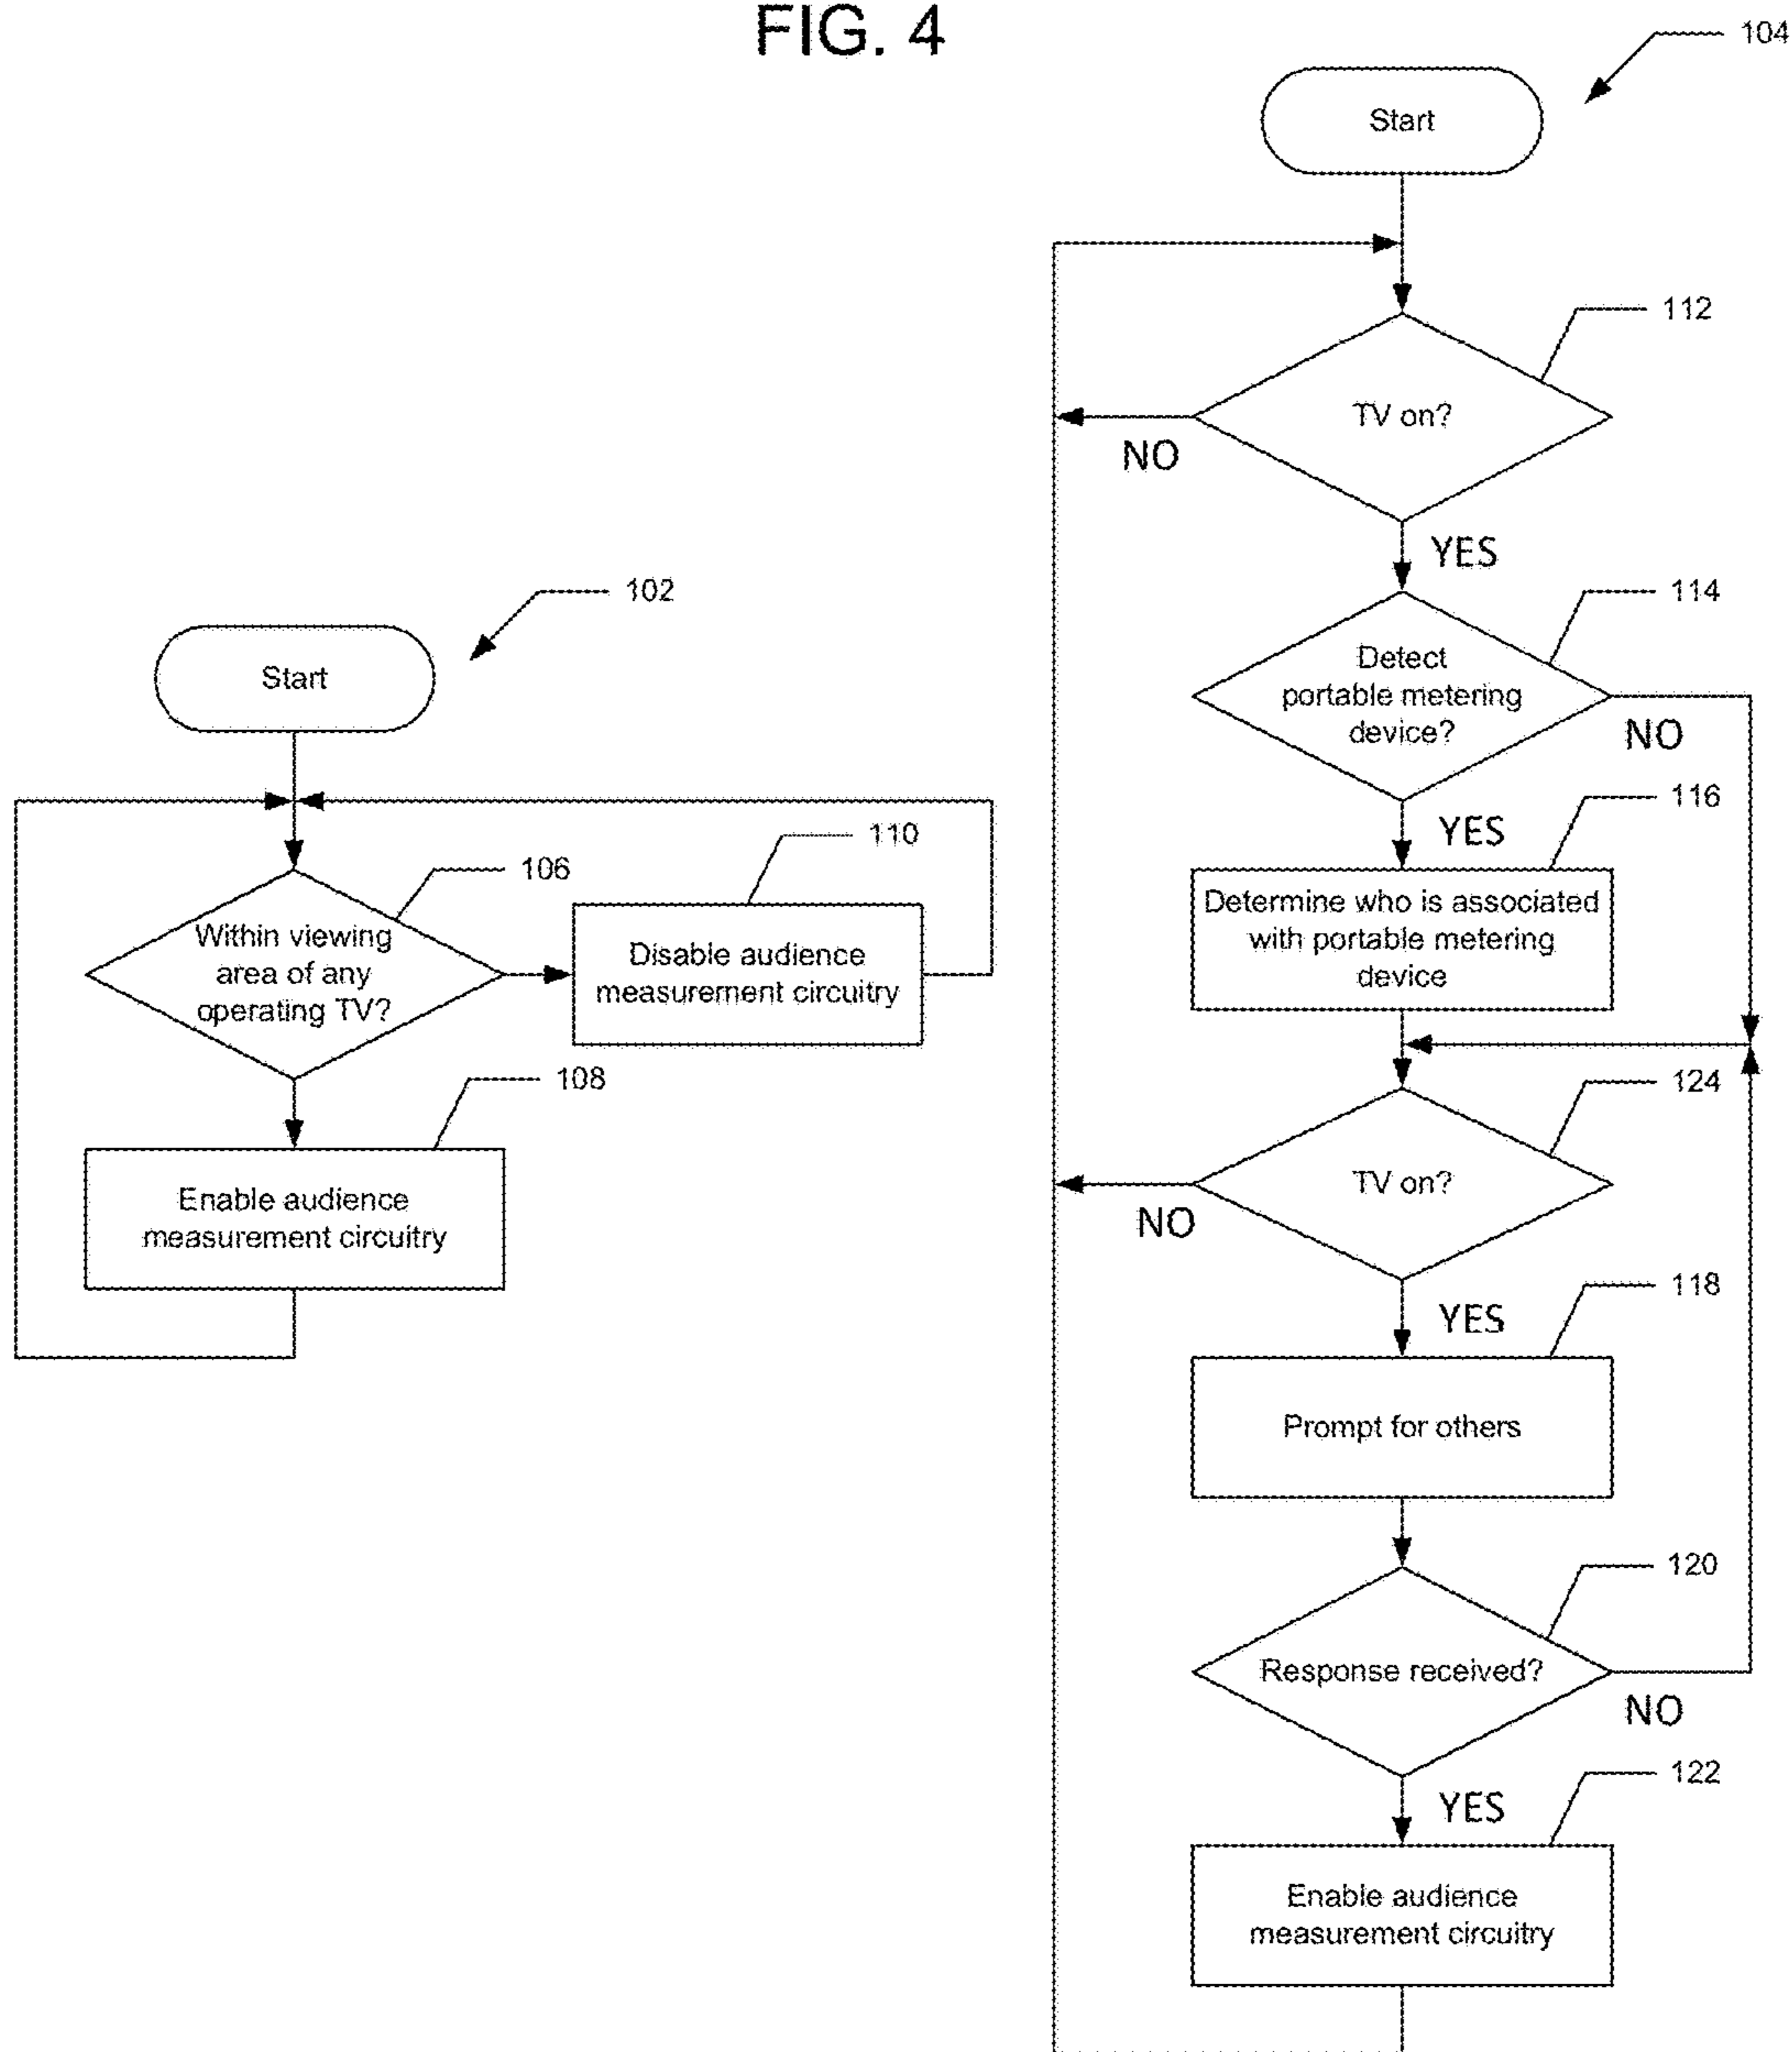 FIG. 4
104
Start
112
TV on?
NO
YES
114
Detect
portable metering
device?
NO
YES
116
Determine who is associated
with portable metering
device
124
TV on?
NO
YES
118
Prompt for others
120
Response received?
NO
YES
122
Enable audience
measurement circuitry
102
Start
106
Within viewing
area of any
operating TV?
110
Disable audience
measurement circuitry
108
Enable audience
measurement circuitry